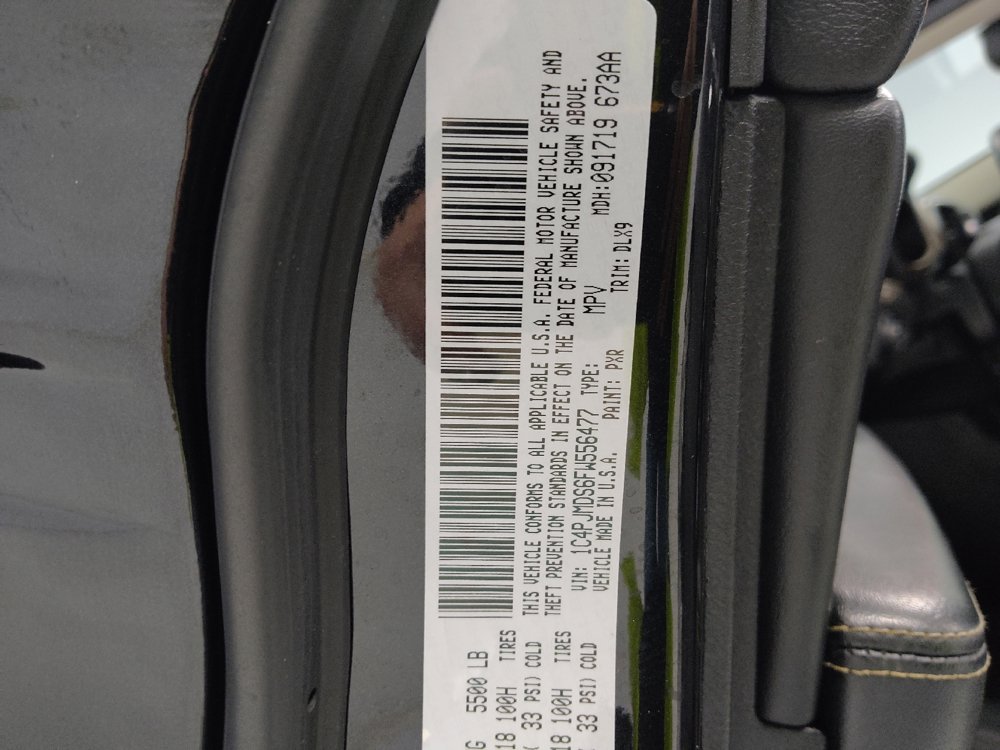 G 5500 LB
18 100H TIRES
33 PSI) COLD
18 100H TIRES
33 PSI) COLD
THIS VEHICLE CONFORMS TO ALL APPLICABLE U.S.A. FEDERAL MOTOR VEHICLE SAFETY AND
THEFT PREVENTION STANDARDS IN EFFECT ON THE DATE OF MANUFACTURE SHOWN ABOVE.
VIN: 1C4PJMDS6FW556477 TYPE: MPV MDH:091719 673AA
VEHICLE MADE IN U.S.A. PAINT: PXR TRIM: DLX9